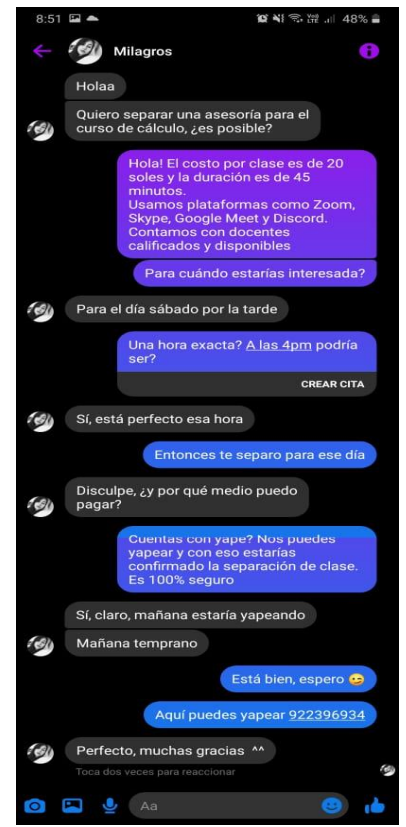 8:51 48%
Milagros
Holaa
Quiero separar una asesoría para el
curso de cálculo, ¿es posible?
Hola! El costo por clase es de 20
soles y la duración es de 45
minutos.
Usamos plataformas como Zoom,
Skype, Google Meet y Discord.
Contamos con docentes
calificados y disponibles
Para cuándo estarías interesada?
Para el día sábado por la tarde
Una hora exacta? A las 4pm podría
ser?
CREAR CITA
Sí, está perfecto esa hora
Entonces te separo para ese día
Disculpe, ¿y por qué medio puedo
pagar?
Cuentas con yape? Nos puedes
yapear y con eso estarías
confirmado la separación de clase.
Es 100% seguro
Sí, claro, mañana estaría yapeando
Mañana temprano
Está bien, espero 😉
Aquí puedes yapear 922396934
Perfecto, muchas gracias ^^
Toca dos veces para reaccionar
Aa